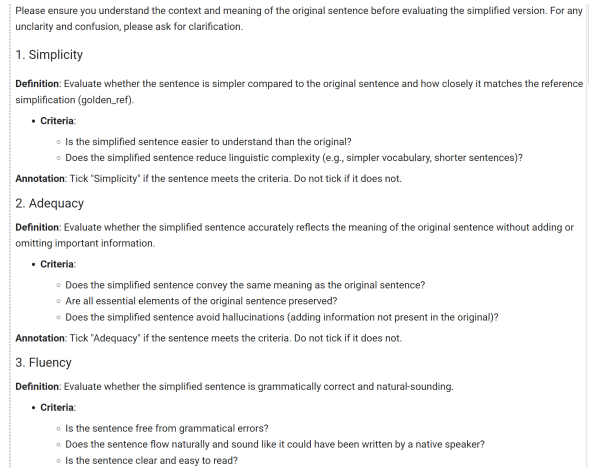 Please ensure you understand the context and meaning of the original sentence before evaluating the simplified version. For any
unclarity and confusion, please ask for clarification.
1. Simplicity
Definition: Evaluate whether the sentence is simpler compared to the original sentence and how closely it matches the reference
simplification (golden_ref).
• Criteria:
◦ Is the simplified sentence easier to understand than the original?
◦ Does the simplified sentence reduce linguistic complexity (e.g., simpler vocabulary, shorter sentences)?
Annotation: Tick "Simplicity" if the sentence meets the criteria. Do not tick if it does not.
2. Adequacy
Definition: Evaluate whether the simplified sentence accurately reflects the meaning of the original sentence without adding or
omitting important information.
• Criteria:
◦ Does the simplified sentence convey the same meaning as the original sentence?
◦ Are all essential elements of the original sentence preserved?
◦ Does the simplified sentence avoid hallucinations (adding information not present in the original)?
Annotation: Tick "Adequacy" if the sentence meets the criteria. Do not tick if it does not.
3. Fluency
Definition: Evaluate whether the simplified sentence is grammatically correct and natural-sounding.
• Criteria:
◦ Is the sentence free from grammatical errors?
◦ Does the sentence flow naturally and sound like it could have been written by a native speaker?
◦ Is the sentence clear and easy to read?